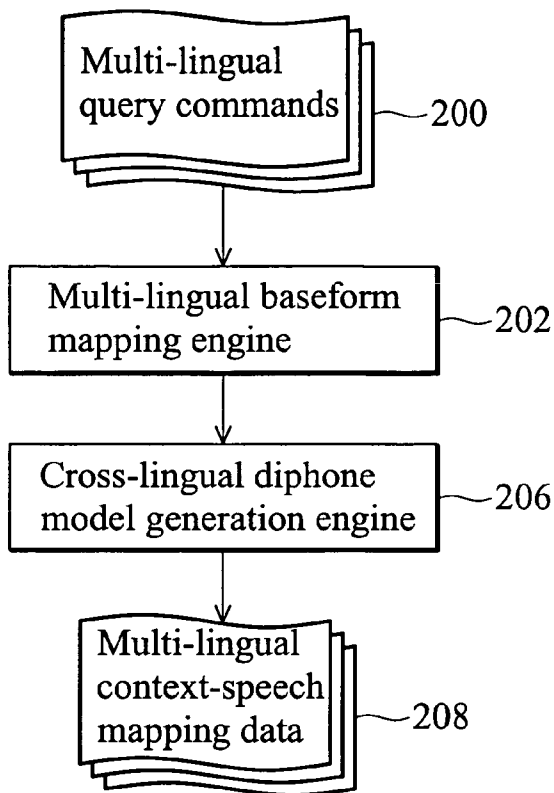 Multi-lingual
query commands
200
Multi-lingual baseform
mapping engine
202
Cross-lingual diphone
model generation engine
206
Multi-lingual
context-speech
mapping data
208